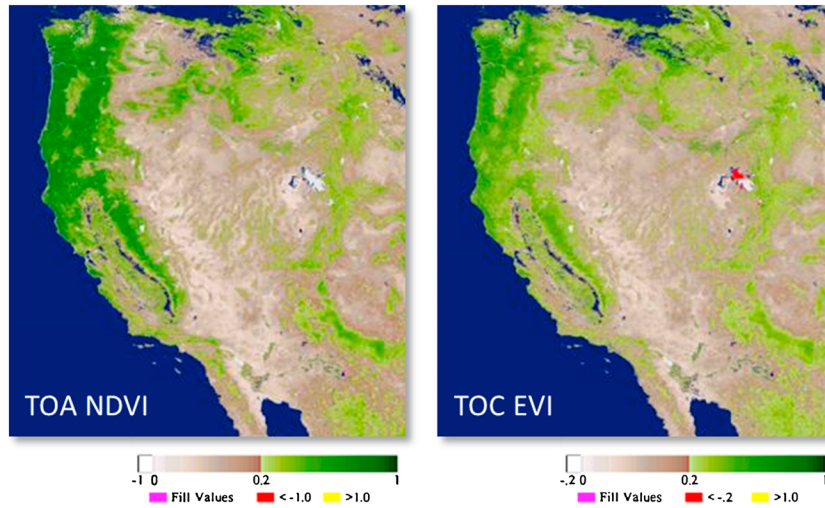 TOA NDVI
TOC EVI
-1 0 0.2 1
Fill Values < -1.0 >1.0
-.2 0 0.2 1
Fill Values < -.2 >1.0